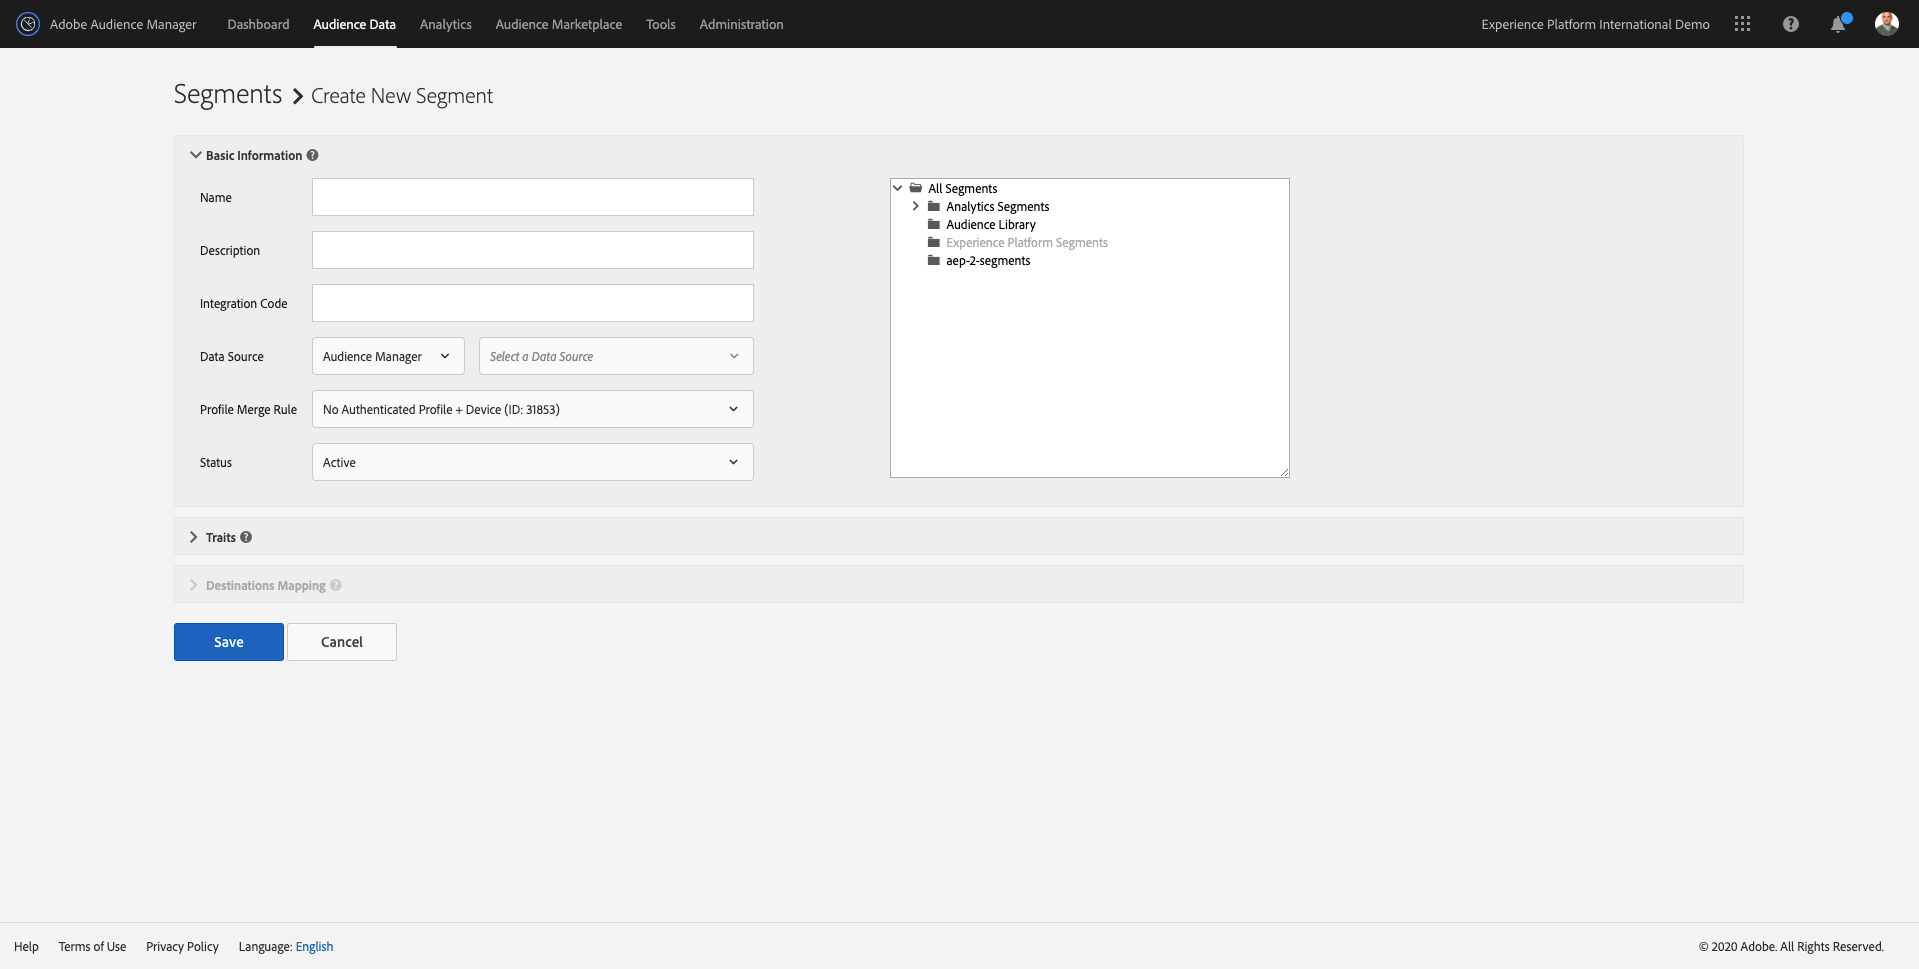 Adobe Audience Manager Dashboard Audience Data Analytics Audience Marketplace Tools Administration Experience Platform International Demo
Segments Create New Segment
Basic Information
Name
Description
Integration Code
Data Source Audience Manager Select a Data Source
Profile Merge Rule No Authenticated Profile + Device (ID: 31853)
Status Active
All Segments
Analytics Segments
Audience Library
Experience Platform Segments
aep-2-segments
Traits
Destinations Mapping
Save Cancel
Help Terms of Use Privacy Policy Language: English © 2020 Adobe. All Rights Reserved.